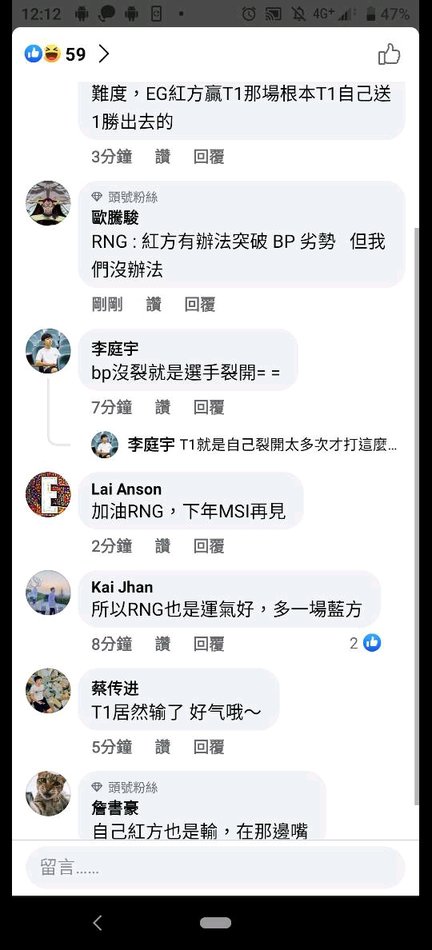 12:12
4G+
47%
59
難度，EG紅方贏T1那場根本T1自己送
1勝出去的
3分鐘 讚 回覆
頭號粉絲
歐騰駿
RNG : 紅方有辦法突破 BP 劣勢 但我
們沒辦法
剛剛 讚 回覆
李庭宇
bp沒裂就是選手裂開= =
7分鐘 讚 回覆
李庭宇 T1就是自己裂開太多次才打這麼...
Lai Anson
加油RNG，下年MSI再見
2分鐘 讚 回覆
Kai Jhan
所以RNG也是運氣好，多一場藍方
8分鐘 讚 回覆 2
蔡传进
T1居然输了 好气哦～
5分鐘 讚 回覆
頭號粉絲
詹書豪
自己紅方也是輸，在那邊嘴
留言......